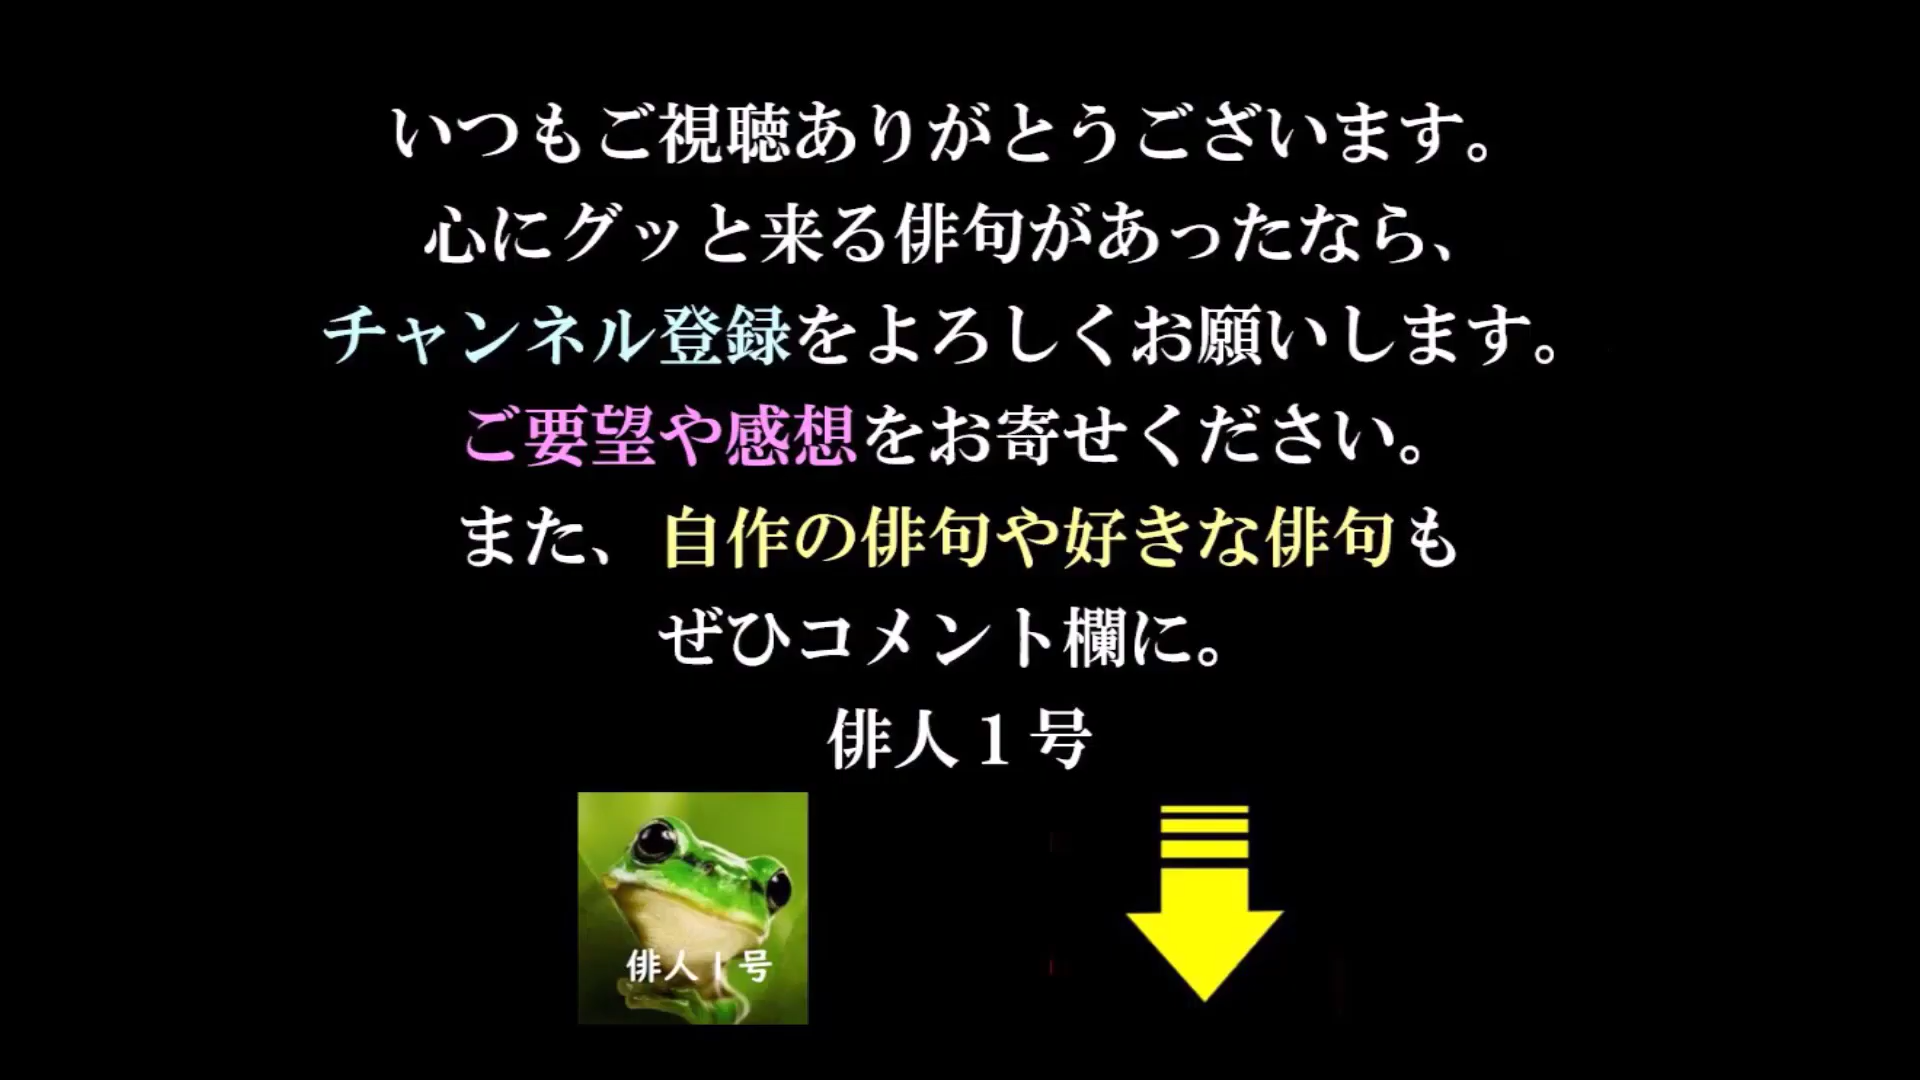 いつもご視聴ありがとうございます。
心にグッと来る俳句があったなら、
チャンネル登録をよろしくお願いします。
ご要望や感想をお寄せください。
また、自作の俳句や好きな俳句も
ぜひコメント欄に。
俳人１号
俳人１号